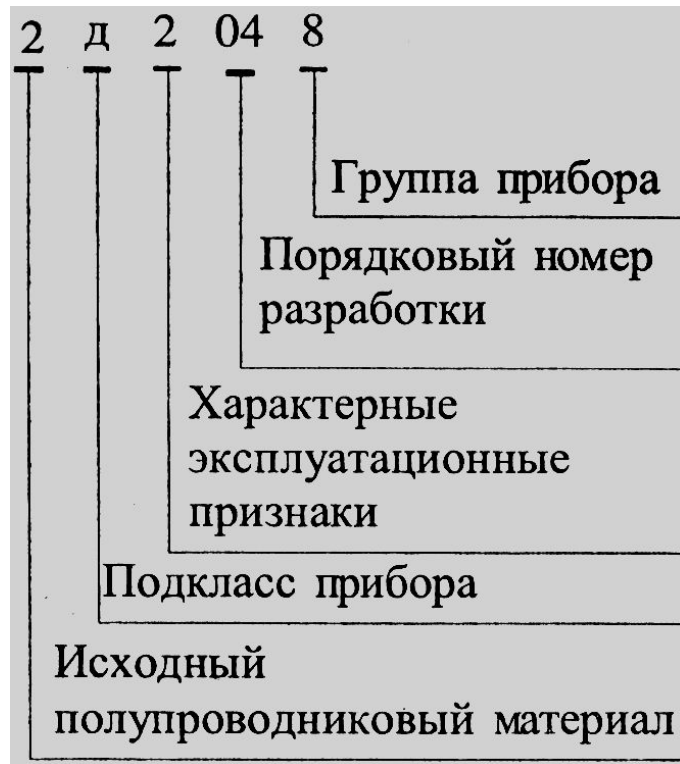 2 д 2 04 8
Группа прибора
Порядковый номер
разработки
Характерные
эксплуатационные
признаки
Подкласс прибора
Исходный
полупроводниковый материал